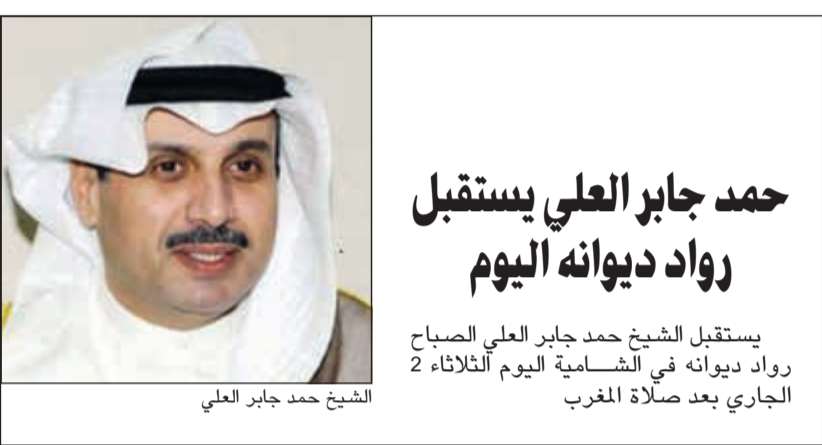 حمد جابر العلي يستقبل
رواد ديوانه اليوم
يستقبل الشيخ حمد جابر العلي الصباح
رواد ديوانه في الشامية اليوم الثلاثاء 2
الجاري بعد صلاة المغرب
الشيخ حمد جابر العلي